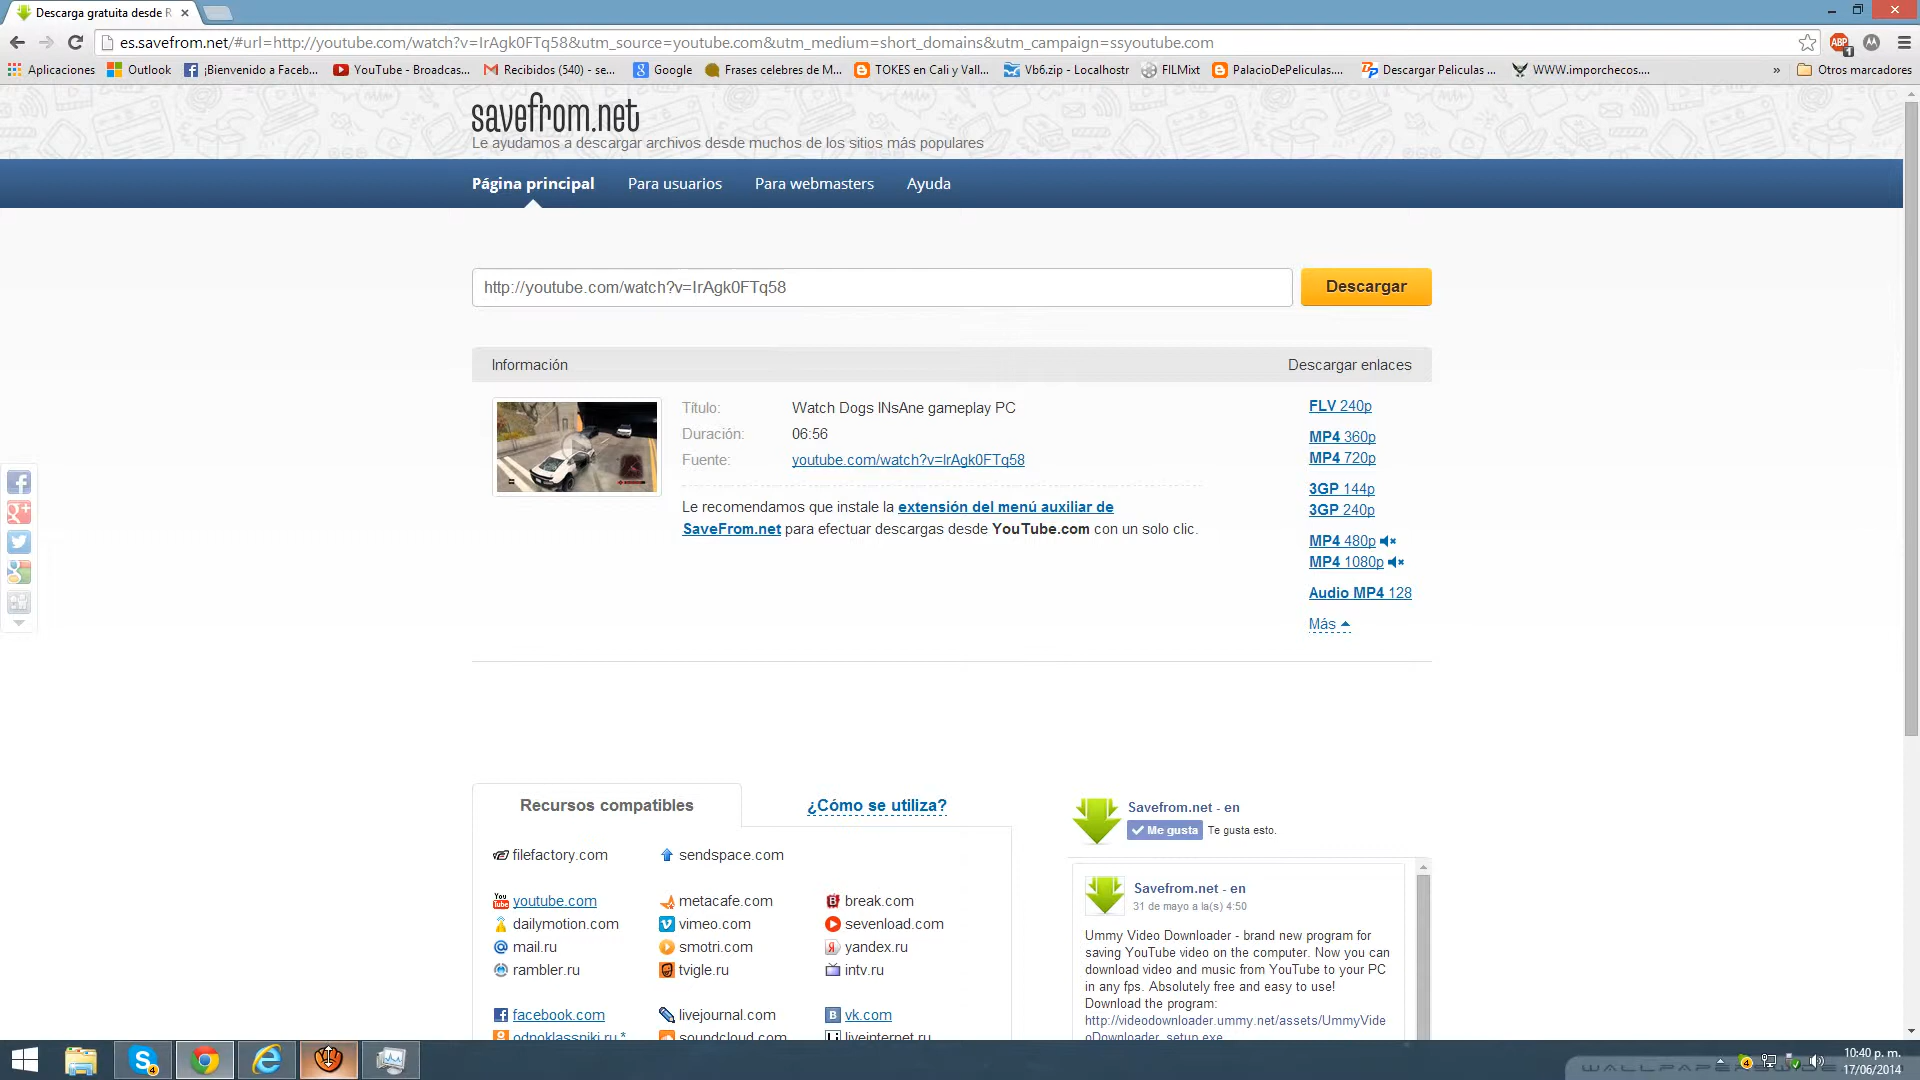 Descarga gratuita desde R
es.savefrom.net/#url=http://youtube.com/watch?v=IrAgk0FTq58&utm_source=youtube.com&utm_medium=short_domains&utm_campaign=ssyoutube.com
Aplicaciones Outlook ¡Bienvenido a Faceb... YouTube - Broadcas... Recibidos (540) - se... Google Frases celebres de M... TOKES en Cali y Vall... Vb6.zip - Localhostr FILMixt PalacioDePeliculas.... Descargar Peliculas ... WWW.imporchecos.... » Otros marcadores
savefrom.net
Le ayudamos a descargar archivos desde muchos de los sitios más populares
Página principal Para usuarios Para webmasters Ayuda
http://youtube.com/watch?v=IrAgk0FTq58 Descargar
Información Descargar enlaces
Título: Watch Dogs INsAne gameplay PC
Duración: 06:56
Fuente: youtube.com/watch?v=IrAgk0FTq58
Le recomendamos que instale la extensión del menú auxiliar de
SaveFrom.net para efectuar descargas desde YouTube.com con un solo clic.
FLV 240p
MP4 360p
MP4 720p
3GP 144p
3GP 240p
MP4 480p
MP4 1080p
Audio MP4 128
Más
Recursos compatibles ¿Cómo se utiliza?
filefactory.com sendspace.com
youtube.com metacafe.com break.com
dailymotion.com vimeo.com sevenload.com
mail.ru smotri.com yandex.ru
rambler.ru tvigle.ru intv.ru
facebook.com livejournal.com vk.com
odnoklassniki.ru * soundcloud.com liveinternet.ru
Savefrom.net - en
Me gusta Te gusta esto.
Savefrom.net - en
31 de mayo a la(s) 4:50
Ummy Video Downloader - brand new program for
saving YouTube video on the computer. Now you can
download video and music from YouTube to your PC
in any fps. Absolutely free and easy to use!
Download the program:
http://videodownloader.ummy.net/assets/UmmyVide
oDownloader_setup.exe
10:40 p. m.
17/06/2014